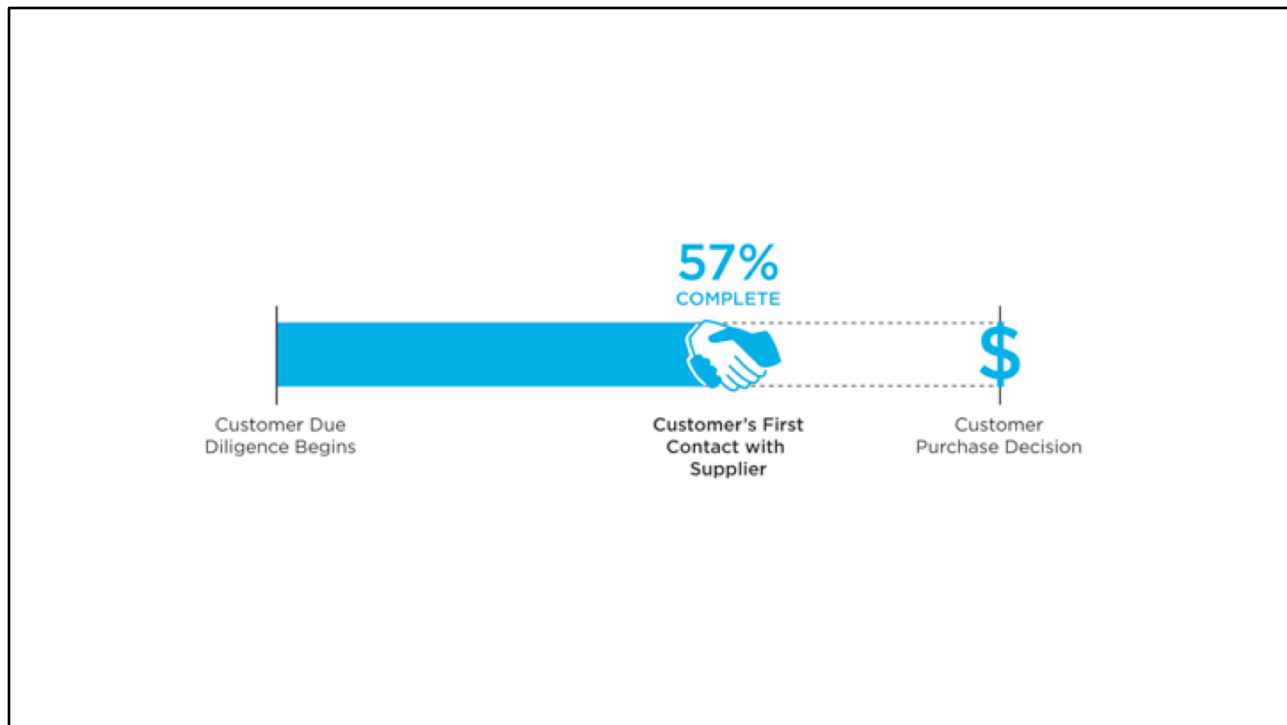 57%
COMPLETE
$
Customer Due
Diligence Begins
Customer’s First
Contact with
Supplier
Customer
Purchase Decision